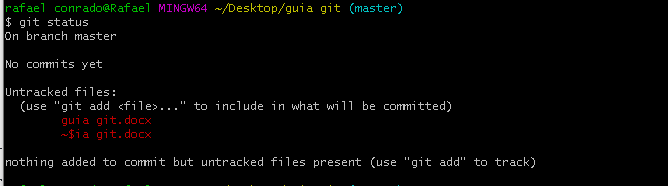 rafael conrado@Rafael MINGW64 ~/Desktop/guia git (master)
$ git status
On branch master
No commits yet
Untracked files:
(use "git add <file>..." to include in what will be committed)
guia git.docx
~$ia git.docx
nothing added to commit but untracked files present (use "git add" to track)